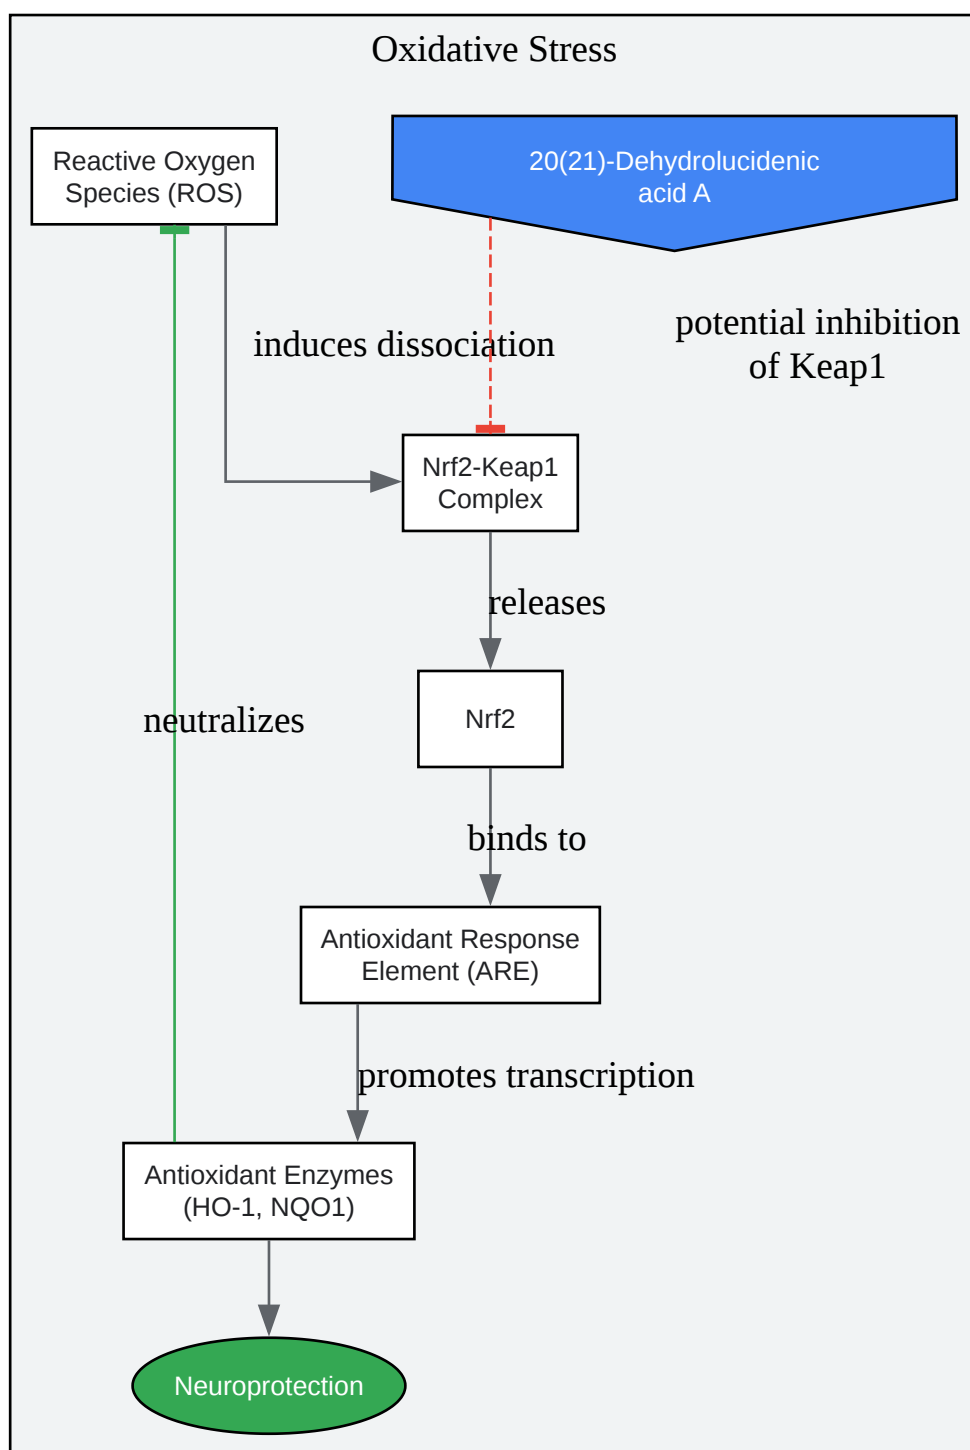 Oxidative Stress
Reactive Oxygen
Species (ROS)
20(21)-Dehydrolucidenic
acid A
induces dissociation
potential inhibition
of Keap1
Nrf2-Keap1
Complex
releases
Nrf2
neutralizes
binds to
Antioxidant Response
Element (ARE)
promotes transcription
Antioxidant Enzymes
(HO-1, NQO1)
Neuroprotection